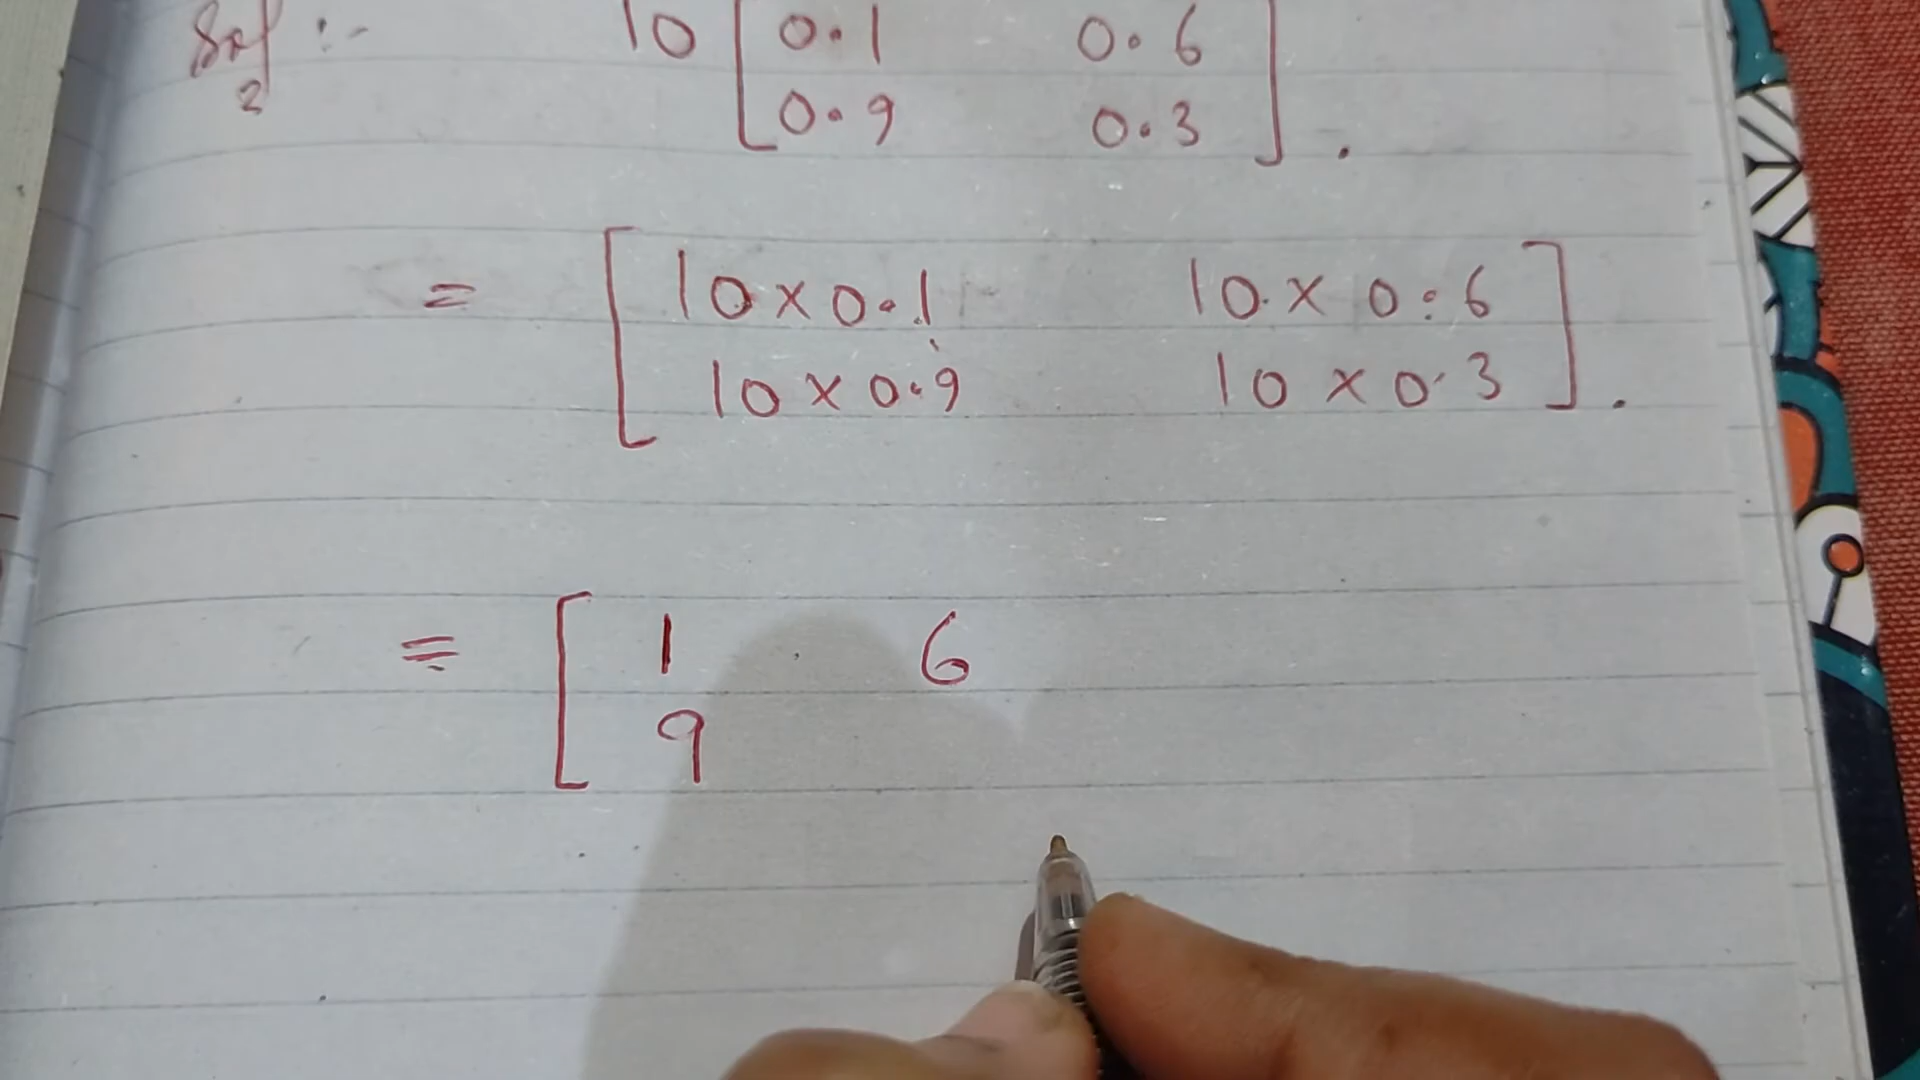 Sol :- 10 [ 0.1 0.6
2 0.9 0.3 ] .
= [ 10 × 0.1 10. × 0.6
10 × 0.9 10 × 0.3 ] .
= [ 1 6
9